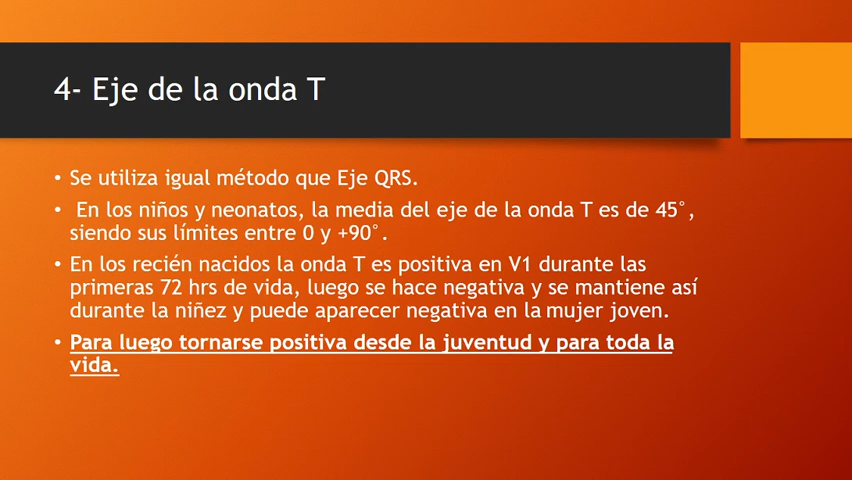 4- Eje de la onda T
• Se utiliza igual método que Eje QRS.
• En los niños y neonatos, la media del eje de la onda T es de 45°,
siendo sus límites entre 0 y +90°.
• En los recién nacidos la onda T es positiva en V1 durante las
primeras 72 hrs de vida, luego se hace negativa y se mantiene así
durante la niñez y puede aparecer negativa en la mujer joven.
• Para luego tornarse positiva desde la juventud y para toda la
vida.